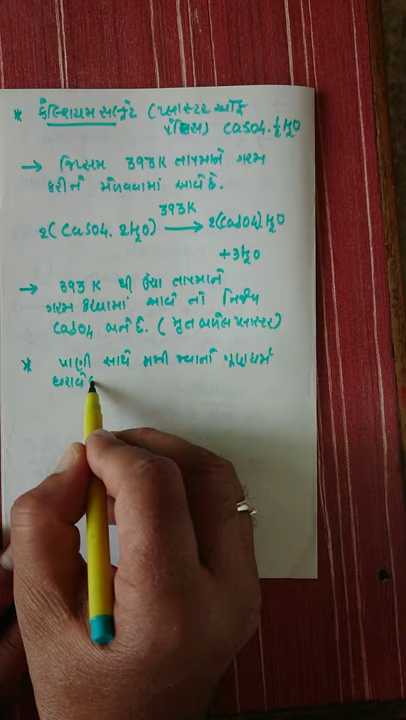 * કેલ્શિયમ સલ્ફેટ (પ્લાસ્ટર ઓફ
પેરિસ) CaSO4.½H2O
→ જિપ્સમ 393K તાપમાને ગરમ
કરીને મેળવવામાં આવે છે.
393K
2(CaSO4.2H2O) ⟶ 2(CaSO4).H2O
+3H2O
→ 393 K થી ઉંચા તાપમાને
ગરમ કરવામાં આવે તો નિર્જળ
CaSO4 બને છે. (મૃત બળેલ પ્લાસ્ટર)
* પાણી સાથે મળી જવાનો ગુણધર્મ
ધરાવે છ